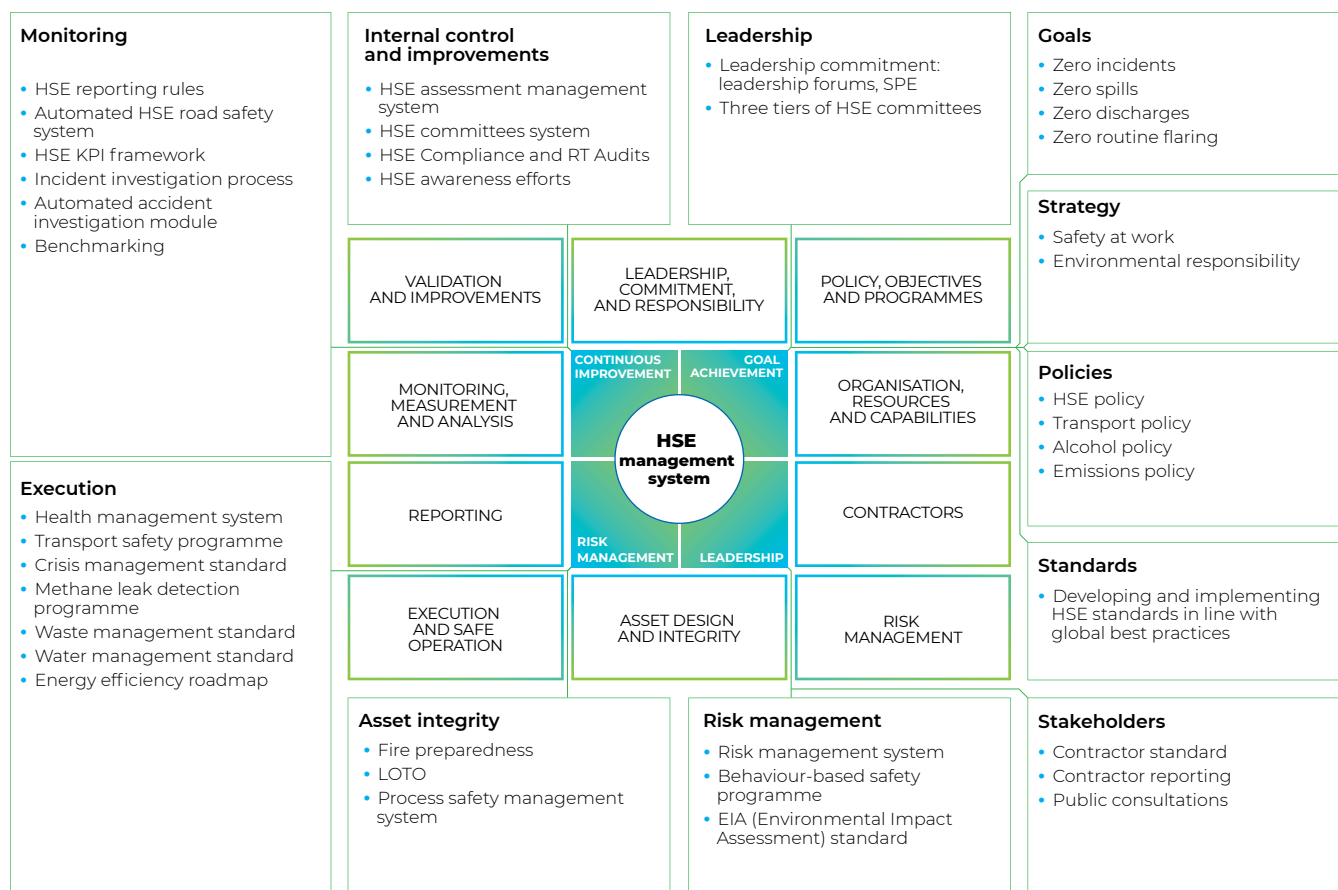 Monitoring
HSE reporting rules
Automated HSE road safety
system
HSE KPI framework
Incident investigation process
Automated accident
investigation module
Benchmarking
Internal control
and improvements
HSE assessment management
system
HSE committees system
HSE Compliance and RT Audits
HSE awareness efforts
Leadership
Leadership commitment:
leadership forums, SPE
Three tiers of HSE committees
Goals
Zero incidents
Zero spills
Zero discharges
Zero routine flaring
Strategy
Safety at work
Environmental responsibility
VALIDATION
AND IMPROVEMENTS
LEADERSHIP,
COMMITMENT,
AND RESPONSIBILITY
POLICY, OBJECTIVES
AND PROGRAMMES
MONITORING,
MEASUREMENT
AND ANALYSIS
CONTINUOUS
IMPROVEMENT
GOAL
ACHIEVEMENT
HSE
management
system
RISK
MANAGEMENT
LEADERSHIP
ORGANISATION,
RESOURCES
AND CAPABILITIES
Policies
HSE policy
Transport policy
Alcohol policy
Emissions policy
Execution
Health management system
Transport safety programme
Crisis management standard
Methane leak detection
programme
Waste management standard
Water management standard
Energy efficiency roadmap
REPORTING
CONTRACTORS
EXECUTION
AND SAFE
OPERATION
ASSET DESIGN
AND INTEGRITY
RISK
MANAGEMENT
Standards
Developing and implementing
HSE standards in line with
global best practices
Asset integrity
Fire preparedness
LOTO
Process safety management
system
Risk management
Risk management system
Behaviour-based safety
programme
EIA (Environmental Impact
Assessment) standard
Stakeholders
Contractor standard
Contractor reporting
Public consultations